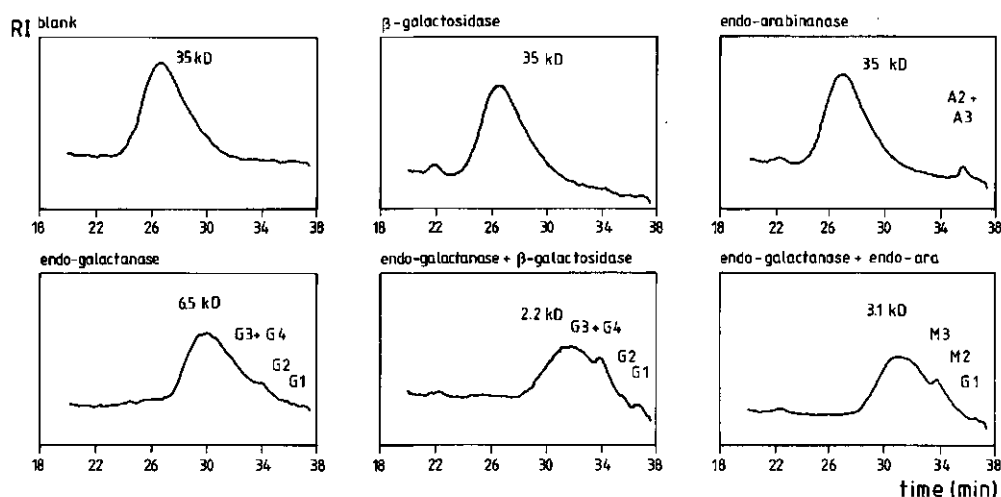 RI
blank
35 kD
18 22 26 30 34 38
β-galactosidase
35 kD
18 22 26 30 34 38
endo-arabinanase
35 kD
A2 +
A3
18 22 26 30 34 38
endo-galactanase
6.5 kD
G3+ G4
G2
G1
18 22 26 30 34 38
endo-galactanase + β-galactosidase
2.2 kD
G3 + G4
G2
G1
18 22 26 30 34 38
endo-galactanase + endo-ara
3.1 kD
M3
M2
G1
18 22 26 30 34 38
time (min)